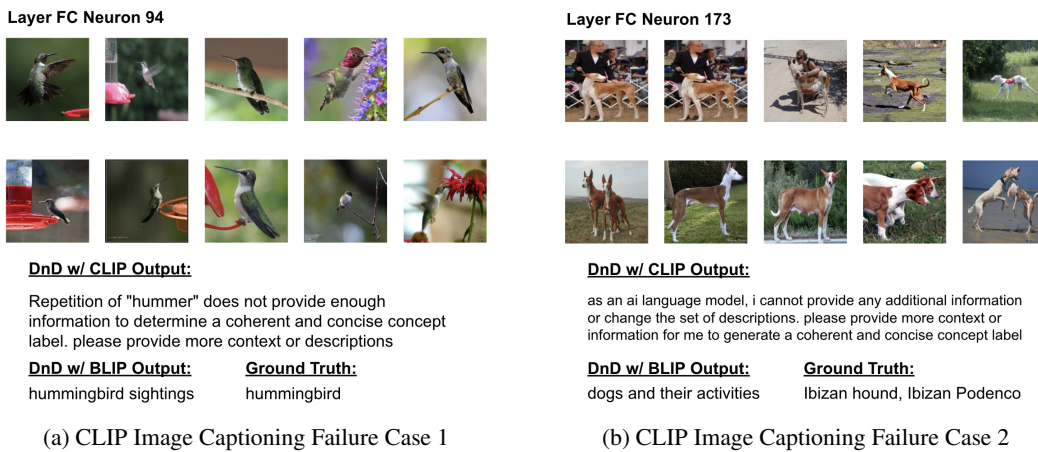 Layer FC Neuron 94
DnD w/ CLIP Output:
Repetition of "hummer" does not provide enough
information to determine a coherent and concise concept
label. please provide more context or descriptions
DnD w/ BLIP Output:
Ground Truth:
hummingbird sightings
hummingbird
(a) CLIP Image Captioning Failure Case 1
Layer FC Neuron 173
DnD w/ CLIP Output:
as an ai language model, i cannot provide any additional information
or change the set of descriptions. please provide more context or
information for me to generate a coherent and concise concept label
DnD w/ BLIP Output:
Ground Truth:
dogs and their activities
Ibizan hound, Ibizan Podenco
(b) CLIP Image Captioning Failure Case 2